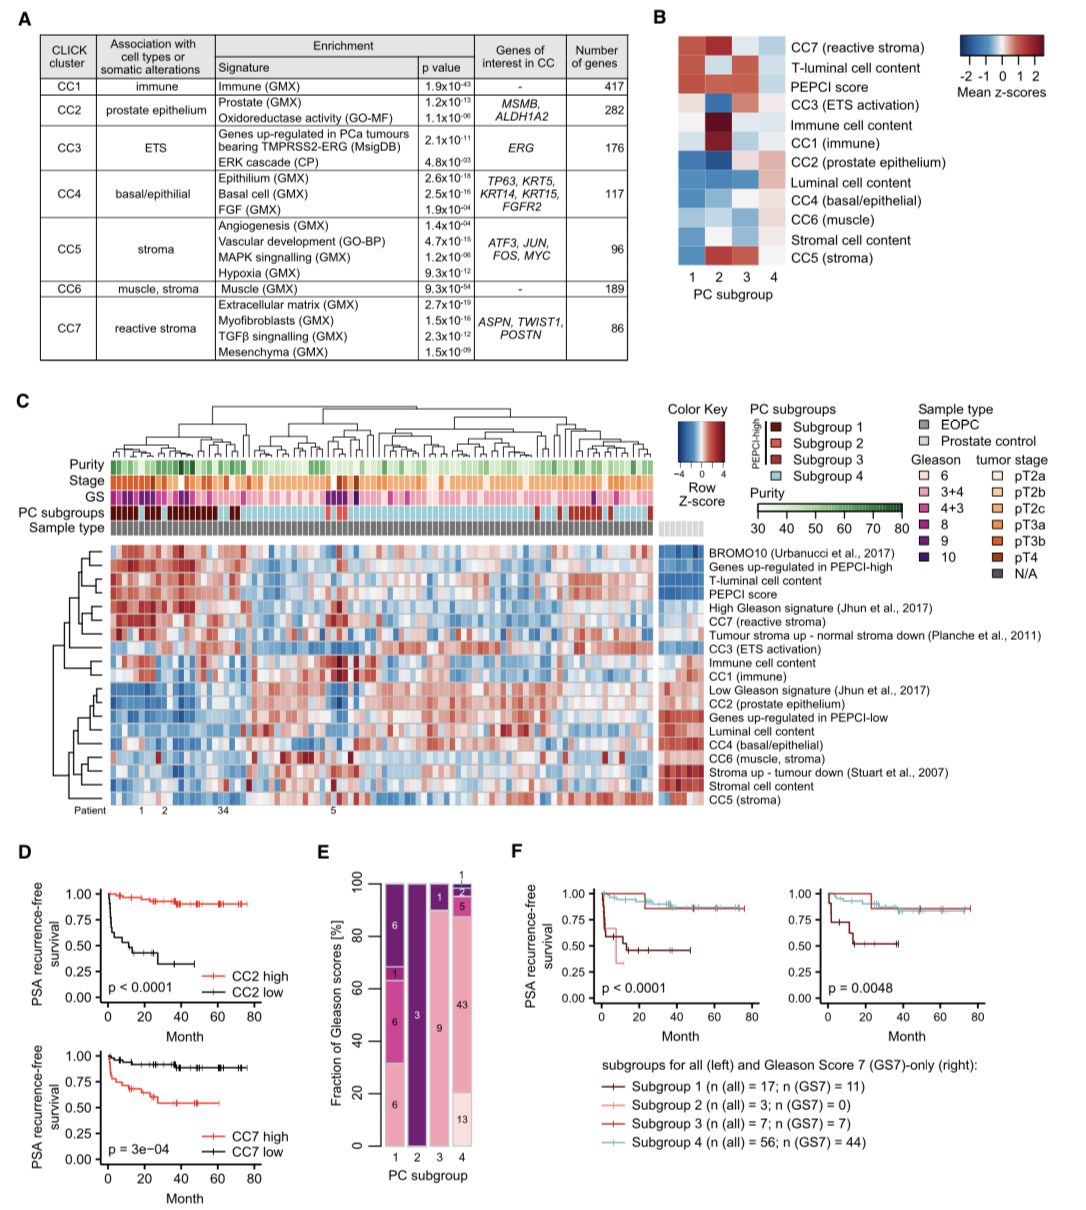 A
CLICK cluster | Association with cell types or somatic alterations | Enrichment | Genes of interest in CC | Number of genes
Signature | p value
CC1 | immune | Immune (GMX) | 1.9x10-43 | - | 417
CC2 | prostate epithelium | Prostate (GMX) | 1.2x10-13 | MSMB, ALDH1A2 | 282
Oxidoreductase activity (GO-MF) | 1.1x10-06
CC3 | ETS | Genes up-regulated in PCa tumours bearing TMPRSS2-ERG (MsigDB) | 2.1x10-11 | ERG | 176
ERK cascade (CP) | 4.8x10-03
CC4 | basal/epithilial | Epithilium (GMX) | 2.6x10-18 | TP63, KRT5, KRT14, KRT15, FGFR2 | 117
Basal cell (GMX) | 2.5x10-16
FGF (GMX) | 1.9x10-04
CC5 | stroma | Angiogenesis (GMX) | 1.4x10-04 | ATF3, JUN, FOS, MYC | 96
Vascular development (GO-BP) | 4.7x10-15
MAPK singnalling (GMX) | 1.2x10-06
Hypoxia (GMX) | 9.3x10-12
CC6 | muscle, stroma | Muscle (GMX) | 9.3x10-54 | - | 189
CC7 | reactive stroma | Extracellular matrix (GMX) | 2.7x10-19 | ASPN, TWIST1, POSTN | 86
Myofibroblasts (GMX) | 1.5x10-16
TGFβ singnalling (GMX) | 2.3x10-12
Mesenchyma (GMX) | 1.5x10-09
B
CC7 (reactive stroma)
T-luminal cell content
PEPCI score
CC3 (ETS activation)
Immune cell content
CC1 (immune)
CC2 (prostate epithelium)
Luminal cell content
CC4 (basal/epithelial)
CC6 (muscle)
Stromal cell content
CC5 (stroma)
1 2 3 4
PC subgroup
-2 -1 0 1 2
Mean z-scores
C
Purity
Stage
GS
PC subgroups
Sample type
Color Key
-4 0 4
Row
Z-score
PC subgroups
PEPCI-high
Subgroup 1
Subgroup 2
Subgroup 3
Subgroup 4
Purity
30 40 50 60 70 80
Sample type
EOPC
Prostate control
Gleason
6
3+4
4+3
8
9
10
tumor stage
pT2a
pT2b
pT2c
pT3a
pT3b
pT4
N/A
BROMO10 (Urbanucci et al., 2017)
Genes up-regulated in PEPCI-high
T-luminal cell content
PEPCI score
High Gleason signature (Jhun et al., 2017)
CC7 (reactive stroma)
Tumour stroma up - normal stroma down (Planche et al., 2011)
CC3 (ETS activation)
Immune cell content
CC1 (immune)
Low Gleason signature (Jhun et al., 2017)
CC2 (prostate epithelium)
Genes up-regulated in PEPCI-low
Luminal cell content
CC4 (basal/epithelial)
CC6 (muscle, stroma)
Stroma up - tumour down (Stuart et al., 2007)
Stromal cell content
CC5 (stroma)
Patient 1 2 34 5
D
PSA recurrence-free
survival
1.00
0.75
0.50
0.25
0.00
p < 0.0001
CC2 high
CC2 low
0 20 40 60 80
Month
PSA recurrence-free
survival
1.00
0.75
0.50
0.25
0.00
p = 3e−04
CC7 high
CC7 low
0 20 40 60 80
Month
E
Fraction of Gleason scores [%]
100
80
60
40
20
0
6
1
6
6
3
1
9
1
2
5
43
13
1 2 3 4
PC subgroup
F
PSA recurrence-free
survival
1.00
0.75
0.50
0.25
0.00
p < 0.0001
0 20 40 60 80
Month
1.00
0.75
0.50
0.25
0.00
p = 0.0048
0 20 40 60 80
Month
subgroups for all (left) and Gleason Score 7 (GS7)-only (right):
Subgroup 1 (n (all) = 17; n (GS7) = 11)
Subgroup 2 (n (all) = 3; n (GS7) = 0)
Subgroup 3 (n (all) = 7; n (GS7) = 7)
Subgroup 4 (n (all) = 56; n (GS7) = 44)